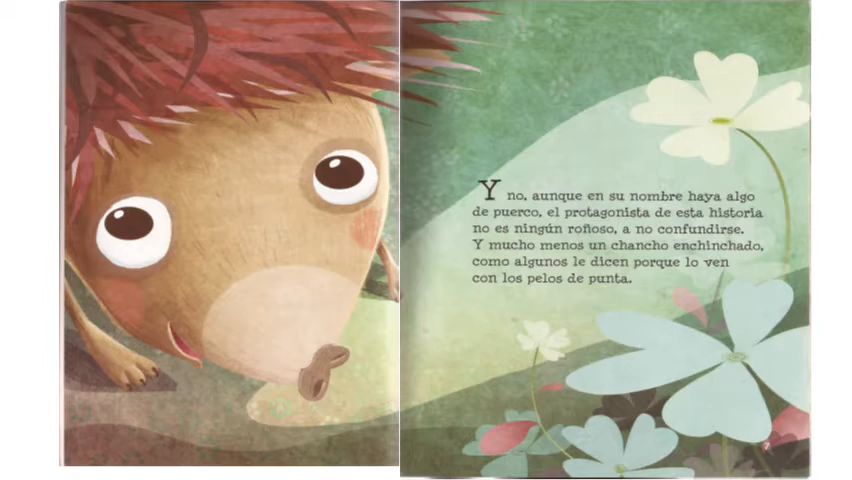 Y no, aunque en su nombre haya algo
de puerco, el protagonista de esta historia
no es ningún roñoso, a no confundirse.
Y mucho menos un chancho enchinchado,
como algunos le dicen porque lo ven
con los pelos de punta.
7